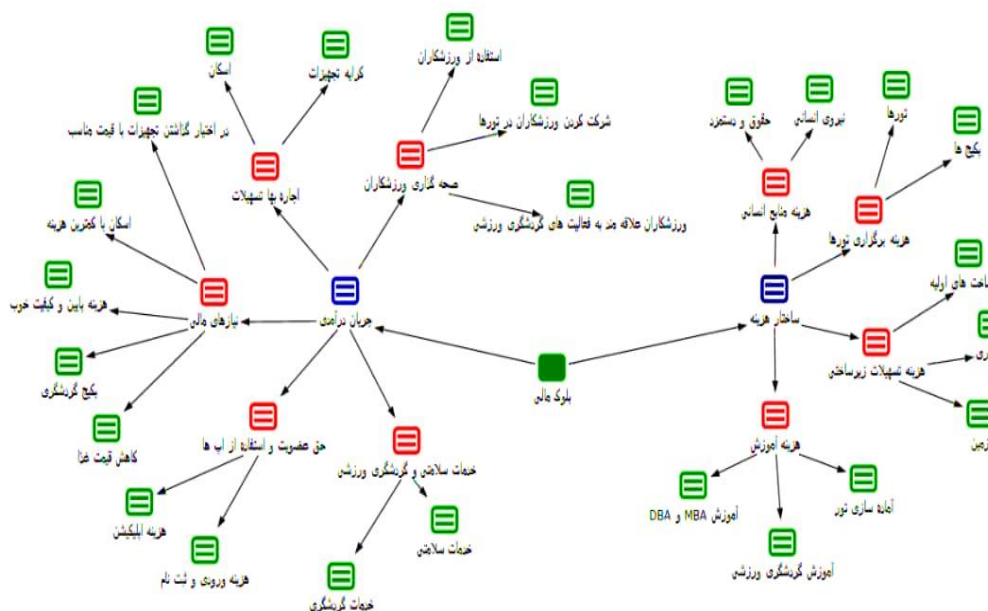 استفاده از ورزشکاران
اسکان
کرایه تجهیزات
تورها
شرکت کردن ورزشکاران در تورها
حقوق و دستمزد
نیروی انسانی
در اختیار گذاشتن تجهیزات با قیمت مناسب
پکیج ها
صحه گزاری ورزشکاران
اجاره بها تسهیلات
هزینه منابع انسانی
اسکان با کمترین هزینه
ورزشکاران علاقه مند به فعالیت های گردشگری ورزشی
هزینه برگزاری تورها
اولیه
هزینه پایین و کیفیت خوب
نیازهای مالی
جریان درآمدی
ساختار هزینه
هزینه تسهیلات زیرساختی
پکیج گردشگری
بلوک مالی
زمین
هزینه آموزش
کاهش قیمت غذا
حق عضویت و استفاده از اپ ها
خدمات سلامتی و گردشگری ورزشی
آموزش MBA و DBA
آماده سازی تور
هزینه اپلیکیشن
خدمات سلامتی
آموزش گردشگری ورزشی
هزینه ورودی و ثبت نام
خدمات گردشگری